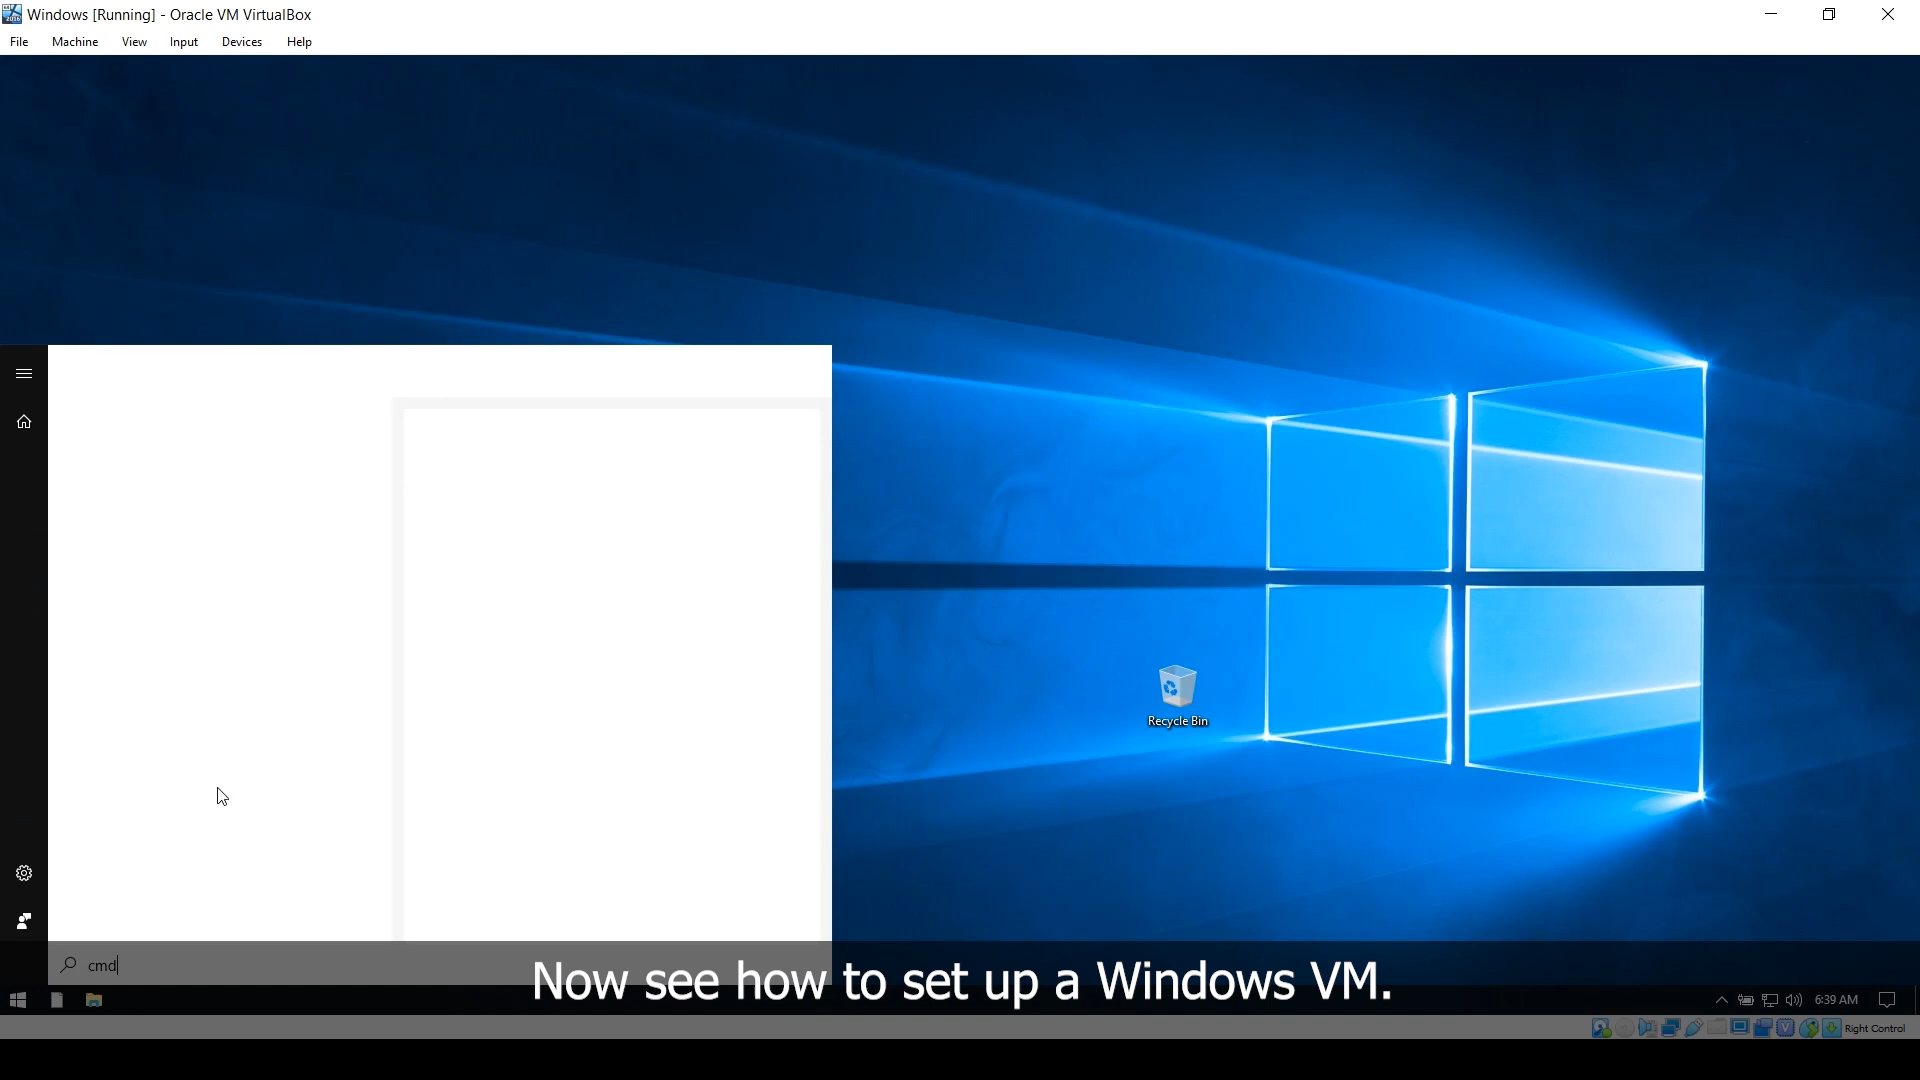 Windows [Running] - Oracle VM VirtualBox
File Machine View Input Devices Help
Recycle Bin
cmd
Now see how to set up a Windows VM.
6:39 AM
Right Control